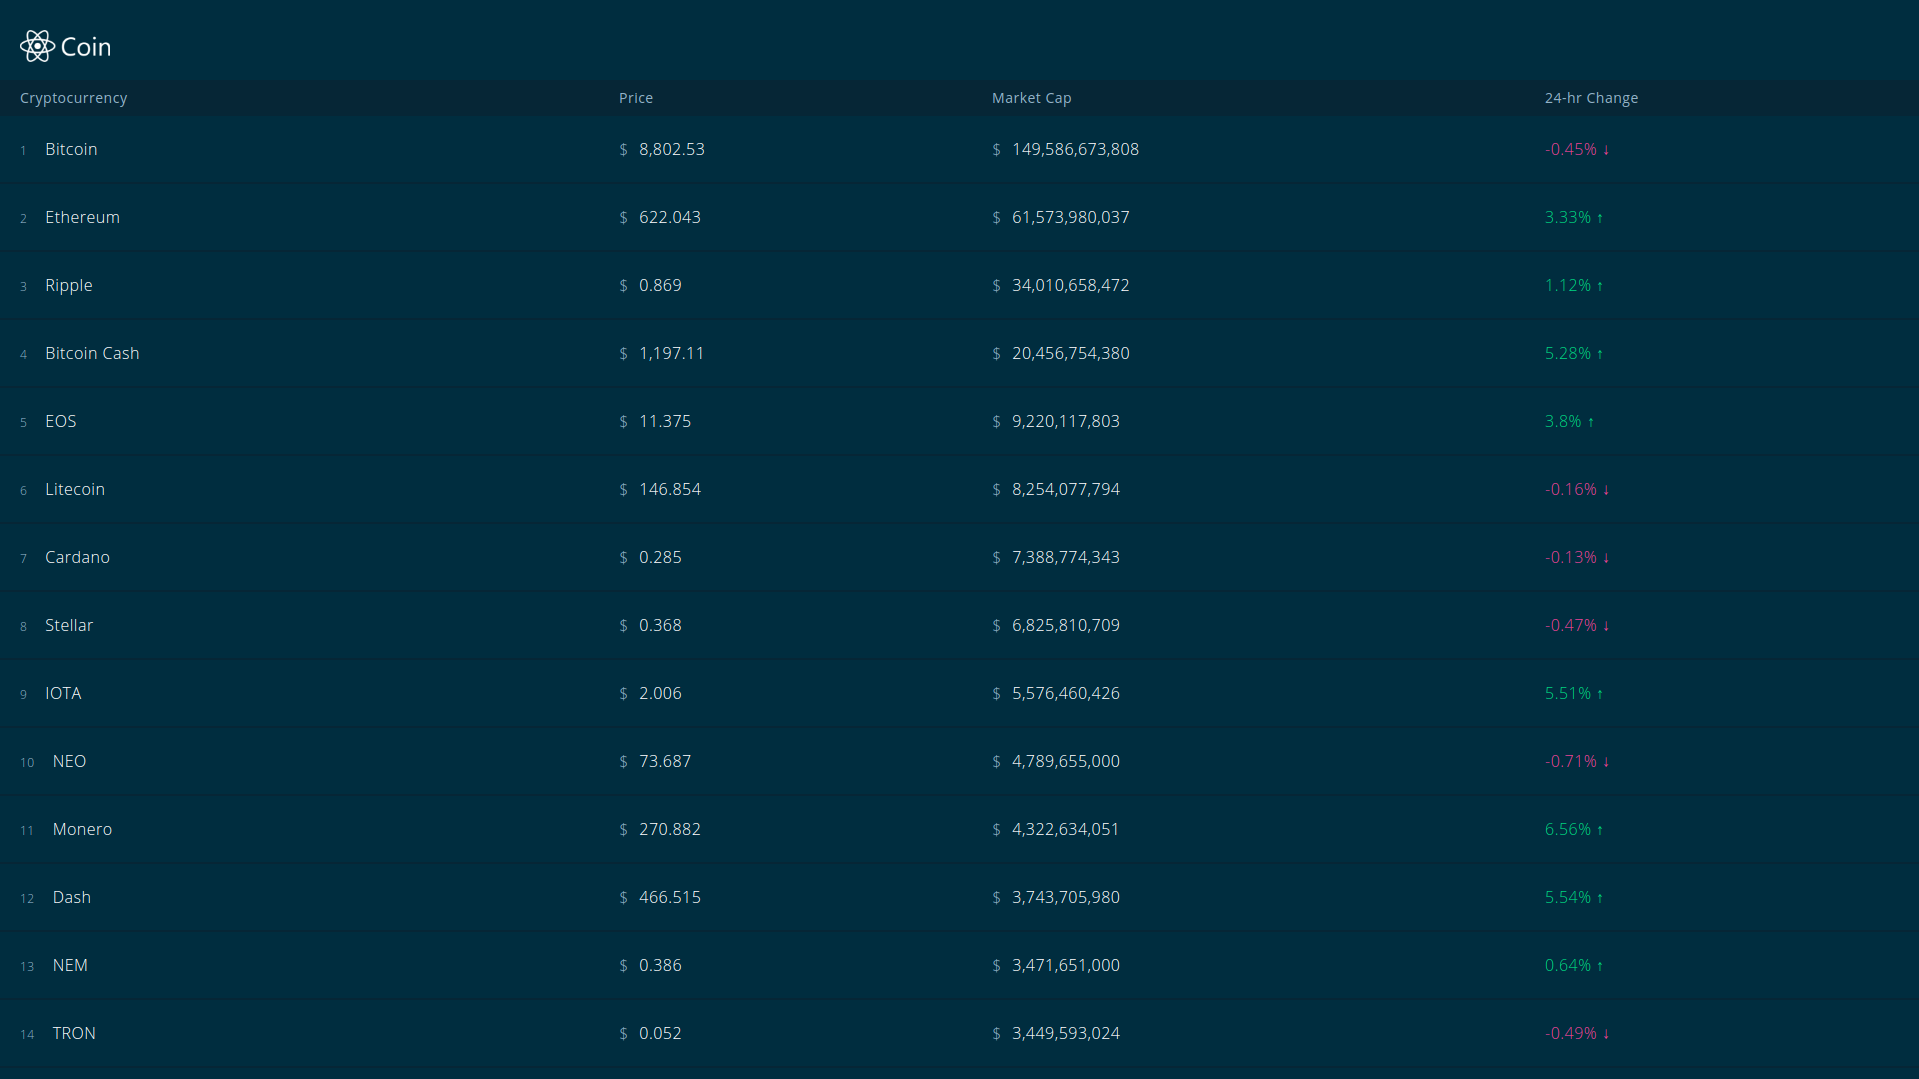 Coin
Cryptocurrency Price Market Cap 24-hr Change
1 Bitcoin $ 8,802.53 $ 149,586,673,808 -0.45% ↓
2 Ethereum $ 622.043 $ 61,573,980,037 3.33% ↑
3 Ripple $ 0.869 $ 34,010,658,472 1.12% ↑
4 Bitcoin Cash $ 1,197.11 $ 20,456,754,380 5.28% ↑
5 EOS $ 11.375 $ 9,220,117,803 3.8% ↑
6 Litecoin $ 146.854 $ 8,254,077,794 -0.16% ↓
7 Cardano $ 0.285 $ 7,388,774,343 -0.13% ↓
8 Stellar $ 0.368 $ 6,825,810,709 -0.47% ↓
9 IOTA $ 2.006 $ 5,576,460,426 5.51% ↑
10 NEO $ 73.687 $ 4,789,655,000 -0.71% ↓
11 Monero $ 270.882 $ 4,322,634,051 6.56% ↑
12 Dash $ 466.515 $ 3,743,705,980 5.54% ↑
13 NEM $ 0.386 $ 3,471,651,000 0.64% ↑
14 TRON $ 0.052 $ 3,449,593,024 -0.49% ↓